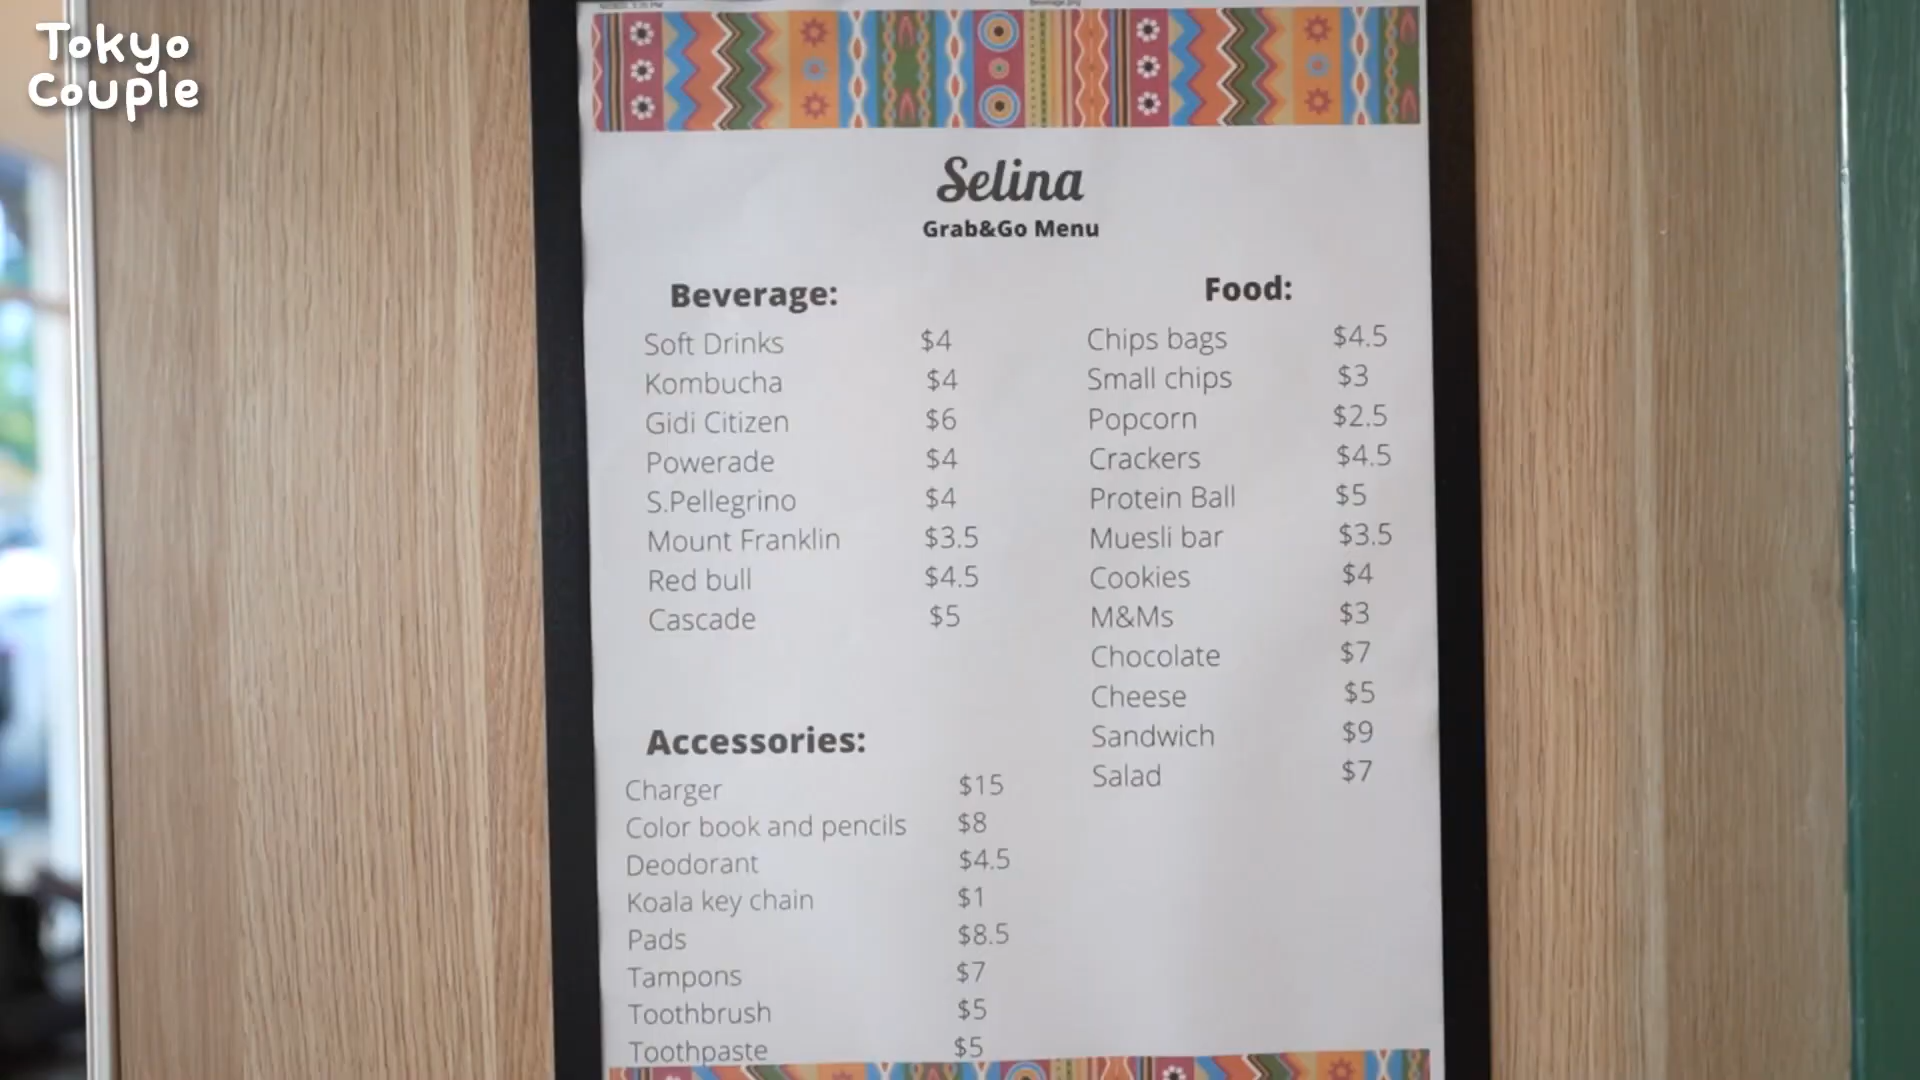 Tokyo
Couple
Selina
Grab&Go Menu
Beverage:
Soft Drinks $4
Kombucha $4
Gidi Citizen $6
Powerade $4
S.Pellegrino $4
Mount Franklin $3.5
Red bull $4.5
Cascade $5
Accessories:
Charger $15
Color book and pencils $8
Deodorant $4.5
Koala key chain $1
Pads $8.5
Tampons $7
Toothbrush $5
Toothpaste $5
Food:
Chips bags $4.5
Small chips $3
Popcorn $2.5
Crackers $4.5
Protein Ball $5
Muesli bar $3.5
Cookies $4
M&Ms $3
Chocolate $7
Cheese $5
Sandwich $9
Salad $7